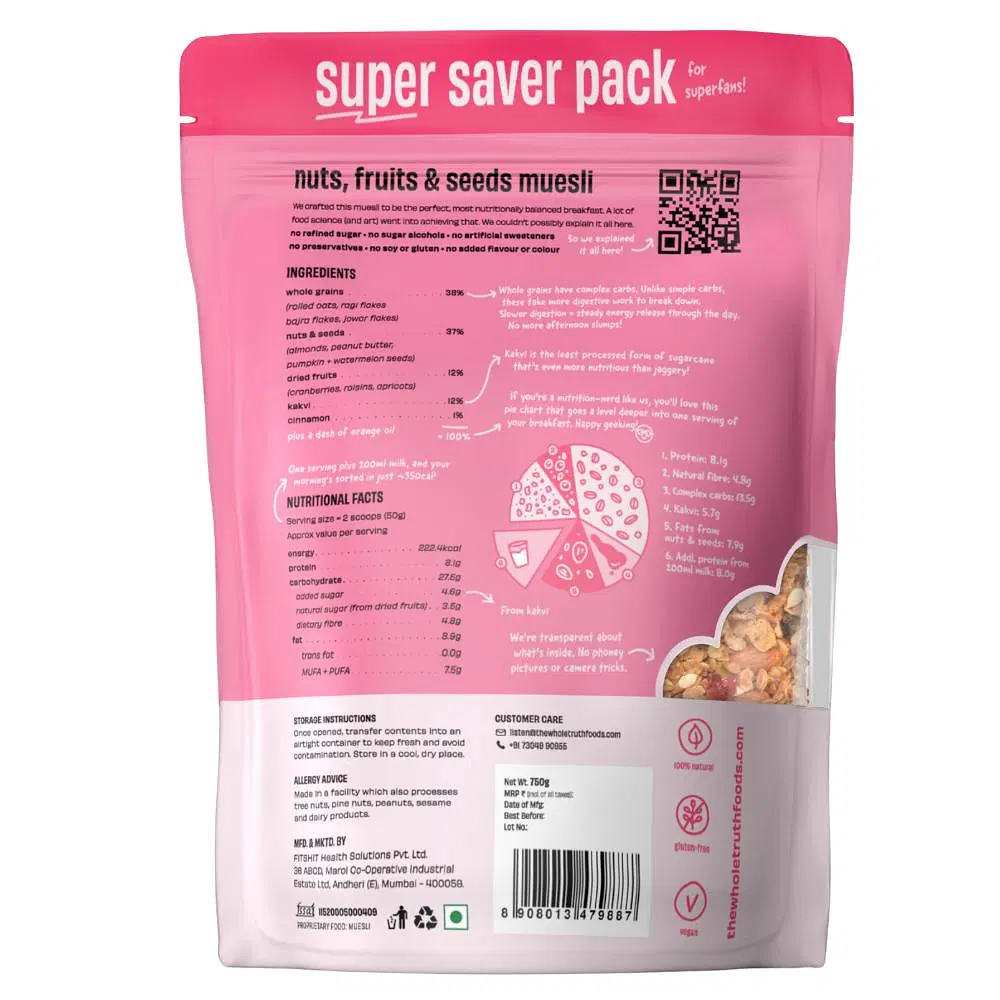 super saver pack
for
superfans!
nuts, fruits & seeds muesli
We crafted this muesli to be the perfect, most nutritionally balanced breakfast. A lot of
food science (and art) went into achieving that. We couldn't possibly explain it all here.
no refined sugar • no sugar alcohols • no artificial sweeteners
no preservatives • no soy or gluten • no added flavour or colour
So we explained
it all here!
INGREDIENTS
whole grains 38%
(rolled oats, ragi flakes
bajra flakes, jowar flakes)
nuts & seeds 37%
(almonds, peanut butter,
pumpkin + watermelon seeds)
dried fruits 12%
(cranberries, raisins, apricots)
kakvi 12%
cinnamon 1%
plus a dash of orange oil
= 100%
Whole grains have complex carbs. Unlike simple carbs,
these take more digestive work to break down.
Slower digestion = steady energy release through the day.
No more afternoon slumps!
Kakvi is the least processed form of sugarcane
that's even more nutritious than jaggery!
If you're a nutrition-nerd like us, you'll love this
pie chart that goes a level deeper into one serving of
your breakfast. Happy geeking!
One serving plus 200ml milk, and your
morning's sorted in just ~350cal!
NUTRITIONAL FACTS
Serving size = 2 scoops (50g)
Approx value per serving
energy 222.4kcal
protein 8.1g
carbohydrate 27.6g
added sugar 4.6g
natural sugar (from dried fruits) 3.5g
dietary fibre 4.8g
fat 8.9g
trans fat 0.0g
MUFA + PUFA 7.5g
1. Protein: 8.1g
2. Natural fibre: 4.8g
3. Complex carbs: 13.5g
4. Kakvi: 5.7g
5. Fats from
nuts & seeds: 7.9g
6. Addl. protein from
200ml milk: 8.0g
From kakvi
We're transparent about
what's inside. No phoney
pictures or camera tricks.
STORAGE INSTRUCTIONS
Once opened, transfer contents into an
airtight container to keep fresh and avoid
contamination. Store in a cool, dry place.
ALLERGY ADVICE
Made in a facility which also processes
tree nuts, pine nuts, peanuts, sesame
and dairy products.
MFD. & MKTD. BY
FITSHIT Health Solutions Pvt. Ltd.
36 ABCD, Marol Co-Operative Industrial
Estate Ltd, Andheri (E), Mumbai - 400059.
fssai 11520005000409
PROPRIETARY FOOD: MUESLI
CUSTOMER CARE
listen@thewholetruthfoods.com
+91 73049 90955
Net Wt. 750g
MRP ₹ (incl. of all taxes):
Date of Mfg:
Best Before:
Lot No.:
8 908013 479887
100% natural
gluten-free
vegan
thewholetruthfoods.com